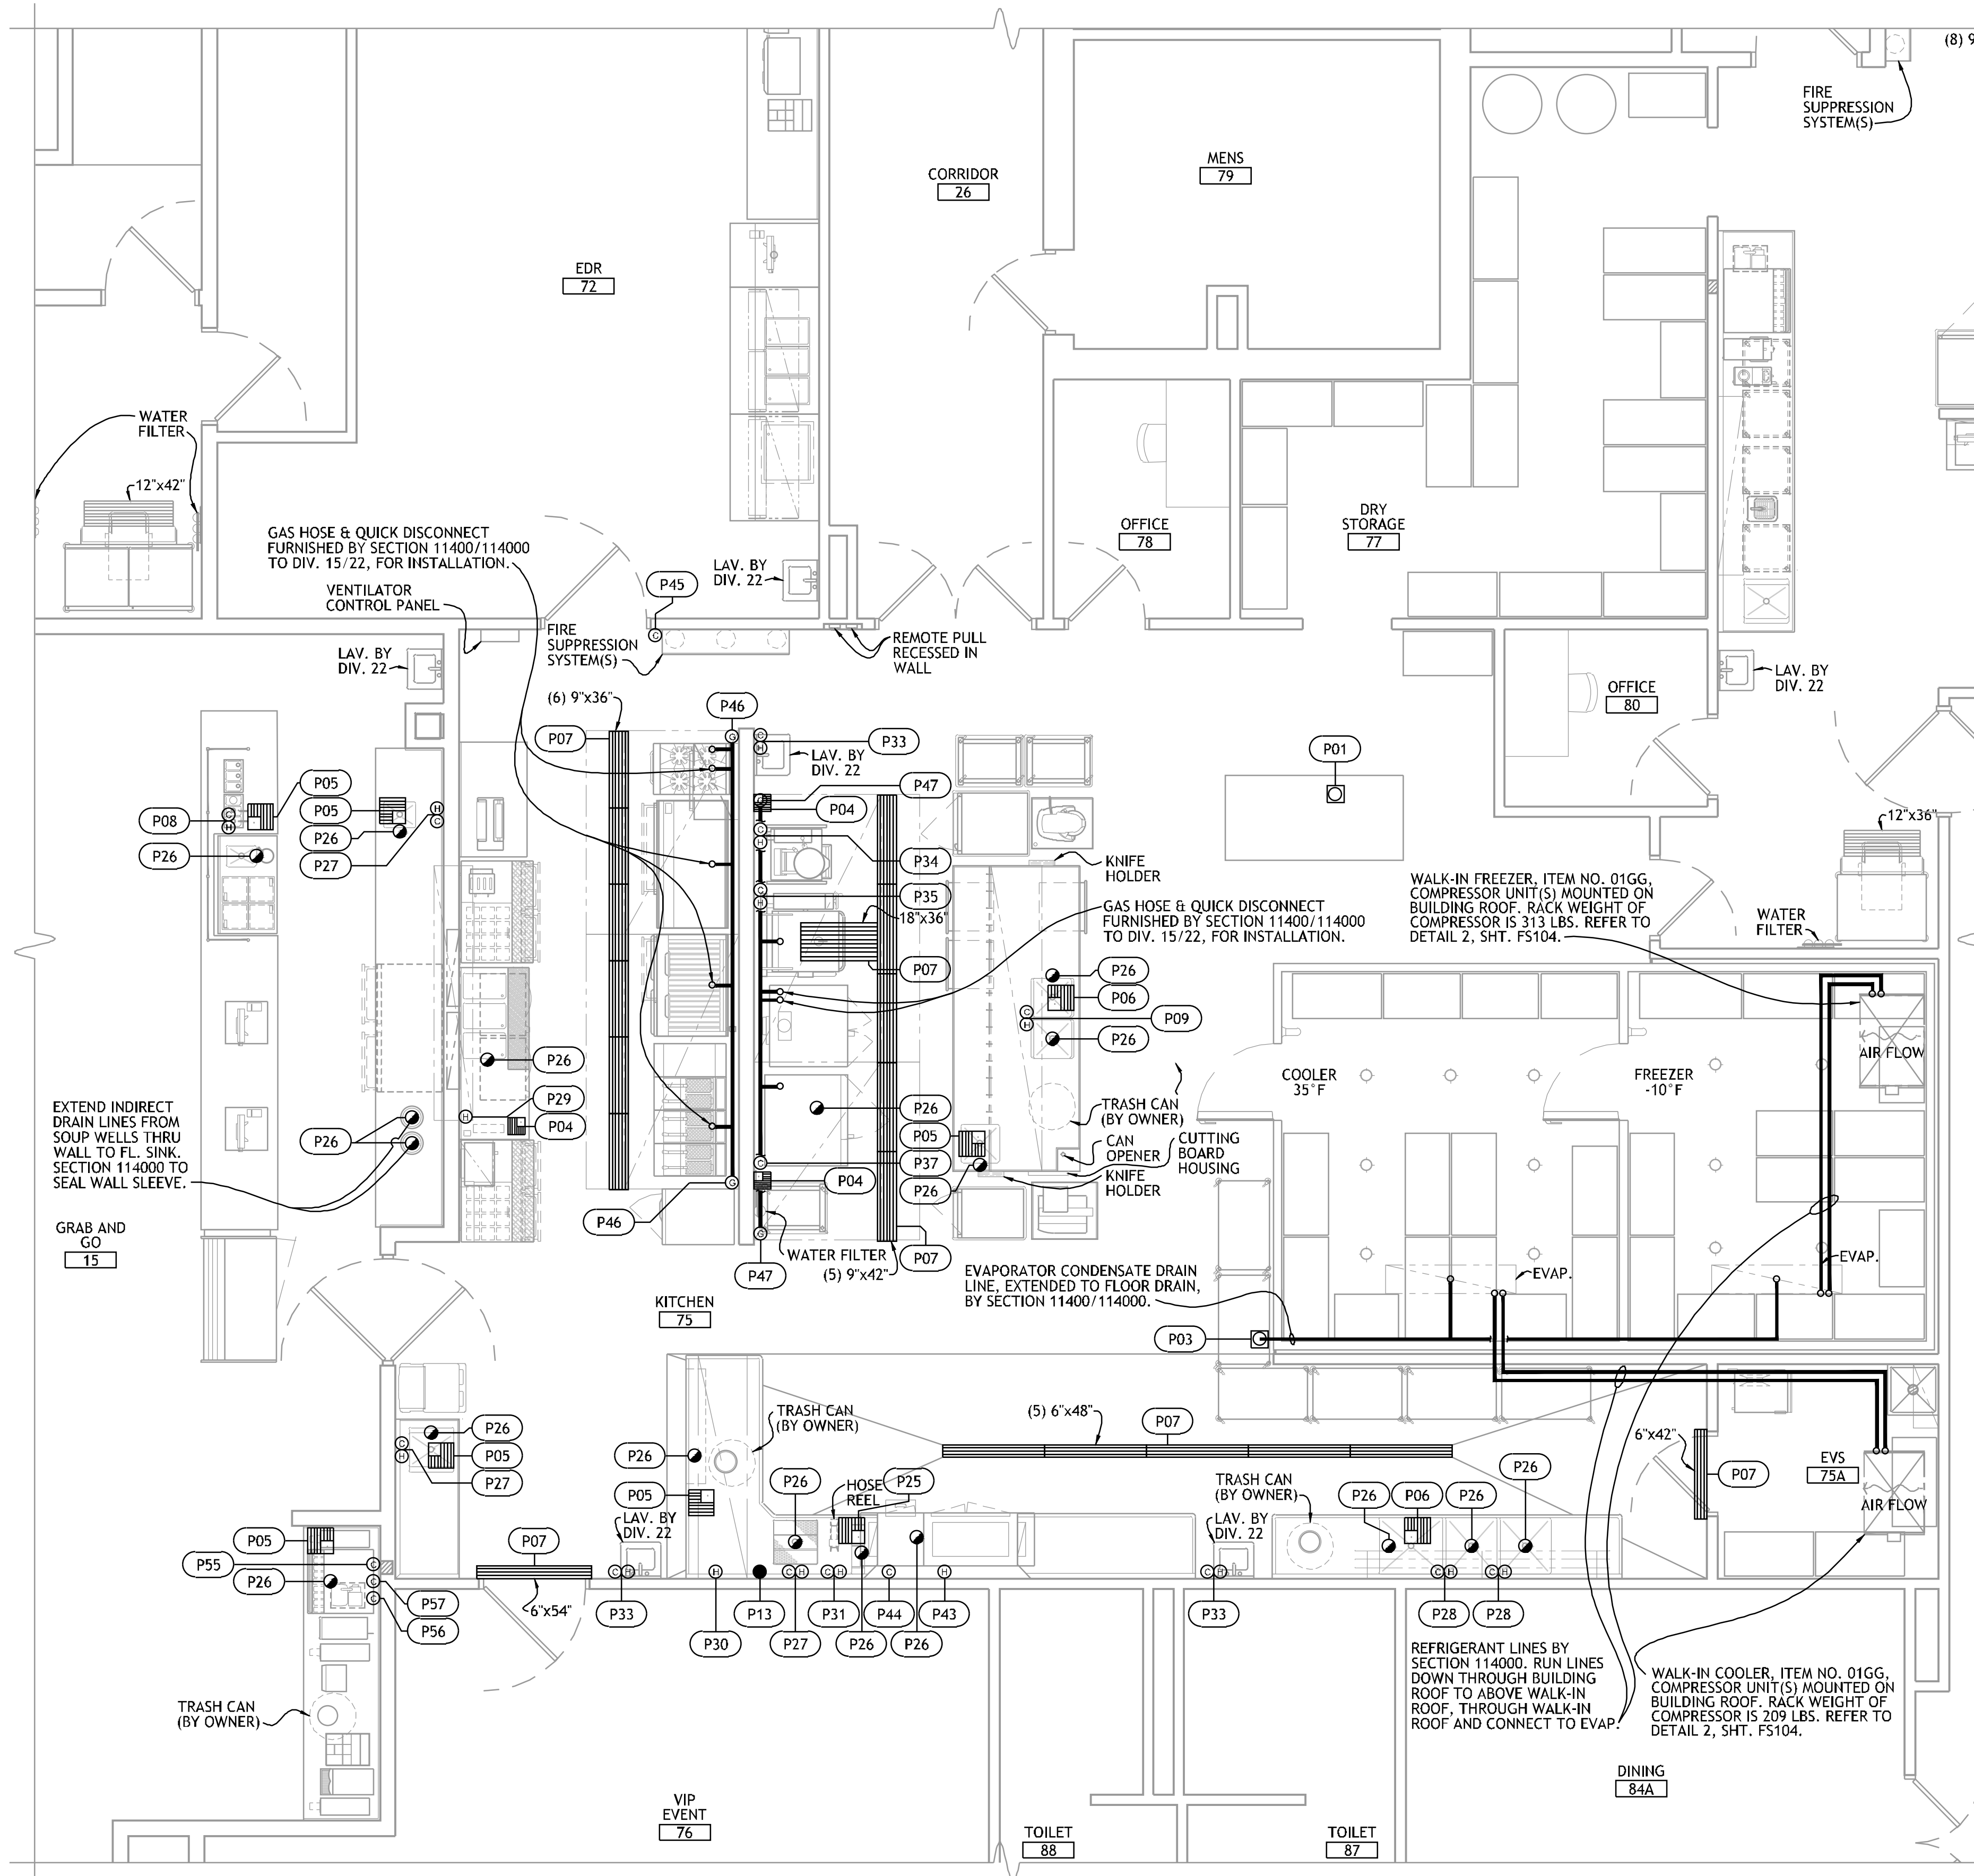 (8) 9
FIRE
SUPPRESSION
SYSTEM(S)
MENS
79
CORRIDOR
26
EDR
72
WATER
FILTER
12"x42"
GAS HOSE & QUICK DISCONNECT
FURNISHED BY SECTION 11400/114000
TO DIV. 15/22, FOR INSTALLATION.
VENTILATOR
CONTROL PANEL
FIRE
SUPPRESSION
SYSTEM(S)
P45
C
LAV. BY
DIV. 22
OFFICE
78
DRY
STORAGE
77
REMOTE PULL
RECESSED IN
WALL
LAV. BY
DIV. 22
LAV. BY
DIV. 22
OFFICE
80
(6) 9"x36"
P46
G
P07
C
H
P33
LAV. BY
DIV. 22
P01
P05
P05
P08
C
H
P26
P26
P27
H
C
P47
P04
C
H
P34
C
H
P35
18"x36"
P07
KNIFE
HOLDER
GAS HOSE & QUICK DISCONNECT
FURNISHED BY SECTION 11400/114000
TO DIV. 15/22, FOR INSTALLATION.
12"x36"
WALK-IN FREEZER, ITEM NO. 01GG,
COMPRESSOR UNIT(S) MOUNTED ON
BUILDING ROOF. RACK WEIGHT OF
COMPRESSOR IS 313 LBS. REFER TO
DETAIL 2, SHT. FS104.
WATER
FILTER
P26
P06
C
H
P09
P26
P26
COOLER
35°F
FREEZER
-10°F
AIR FLOW
EXTEND INDIRECT
DRAIN LINES FROM
SOUP WELLS THRU
WALL TO FL. SINK.
SECTION 114000 TO
SEAL WALL SLEEVE.
P26
H
P29
P04
P26
P05
P37
C
P26
P04
TRASH CAN
(BY OWNER)
CAN
OPENER
CUTTING
BOARD
HOUSING
KNIFE
HOLDER
GRAB AND
GO
15
P46
G
G
P47
WATER FILTER
(5) 9"x42"
P07
EVAPORATOR CONDENSATE DRAIN
LINE, EXTENDED TO FLOOR DRAIN,
BY SECTION 11400/114000.
EVAP.
EVAP.
KITCHEN
75
P03
P26
P05
P27
C
H
TRASH CAN
(BY OWNER)
P26
(5) 6"x48"
P07
6"x42"
P07
EVS
75A
AIR FLOW
P05
LAV. BY
DIV. 22
P26
HOSE
REEL
P25
TRASH CAN
(BY OWNER)
LAV. BY
DIV. 22
P26
P06
P26
P26
P05
P55
C
P26
C
P57
C
P56
P07
6"x54"
C
H
P33
H
P30
P13
C
H
P27
C
H
P31
P26
C
P44
P26
H
P43
C
H
P33
C
H
P28
C
H
P28
REFRIGERANT LINES BY
SECTION 114000. RUN LINES
DOWN THROUGH BUILDING
ROOF TO ABOVE WALK-IN
ROOF, THROUGH WALK-IN
ROOF AND CONNECT TO EVAP.
WALK-IN COOLER, ITEM NO. 01GG,
COMPRESSOR UNIT(S) MOUNTED ON
BUILDING ROOF. RACK WEIGHT OF
COMPRESSOR IS 209 LBS. REFER TO
DETAIL 2, SHT. FS104.
TRASH CAN
(BY OWNER)
VIP
EVENT
76
TOILET
88
TOILET
87
DINING
84A